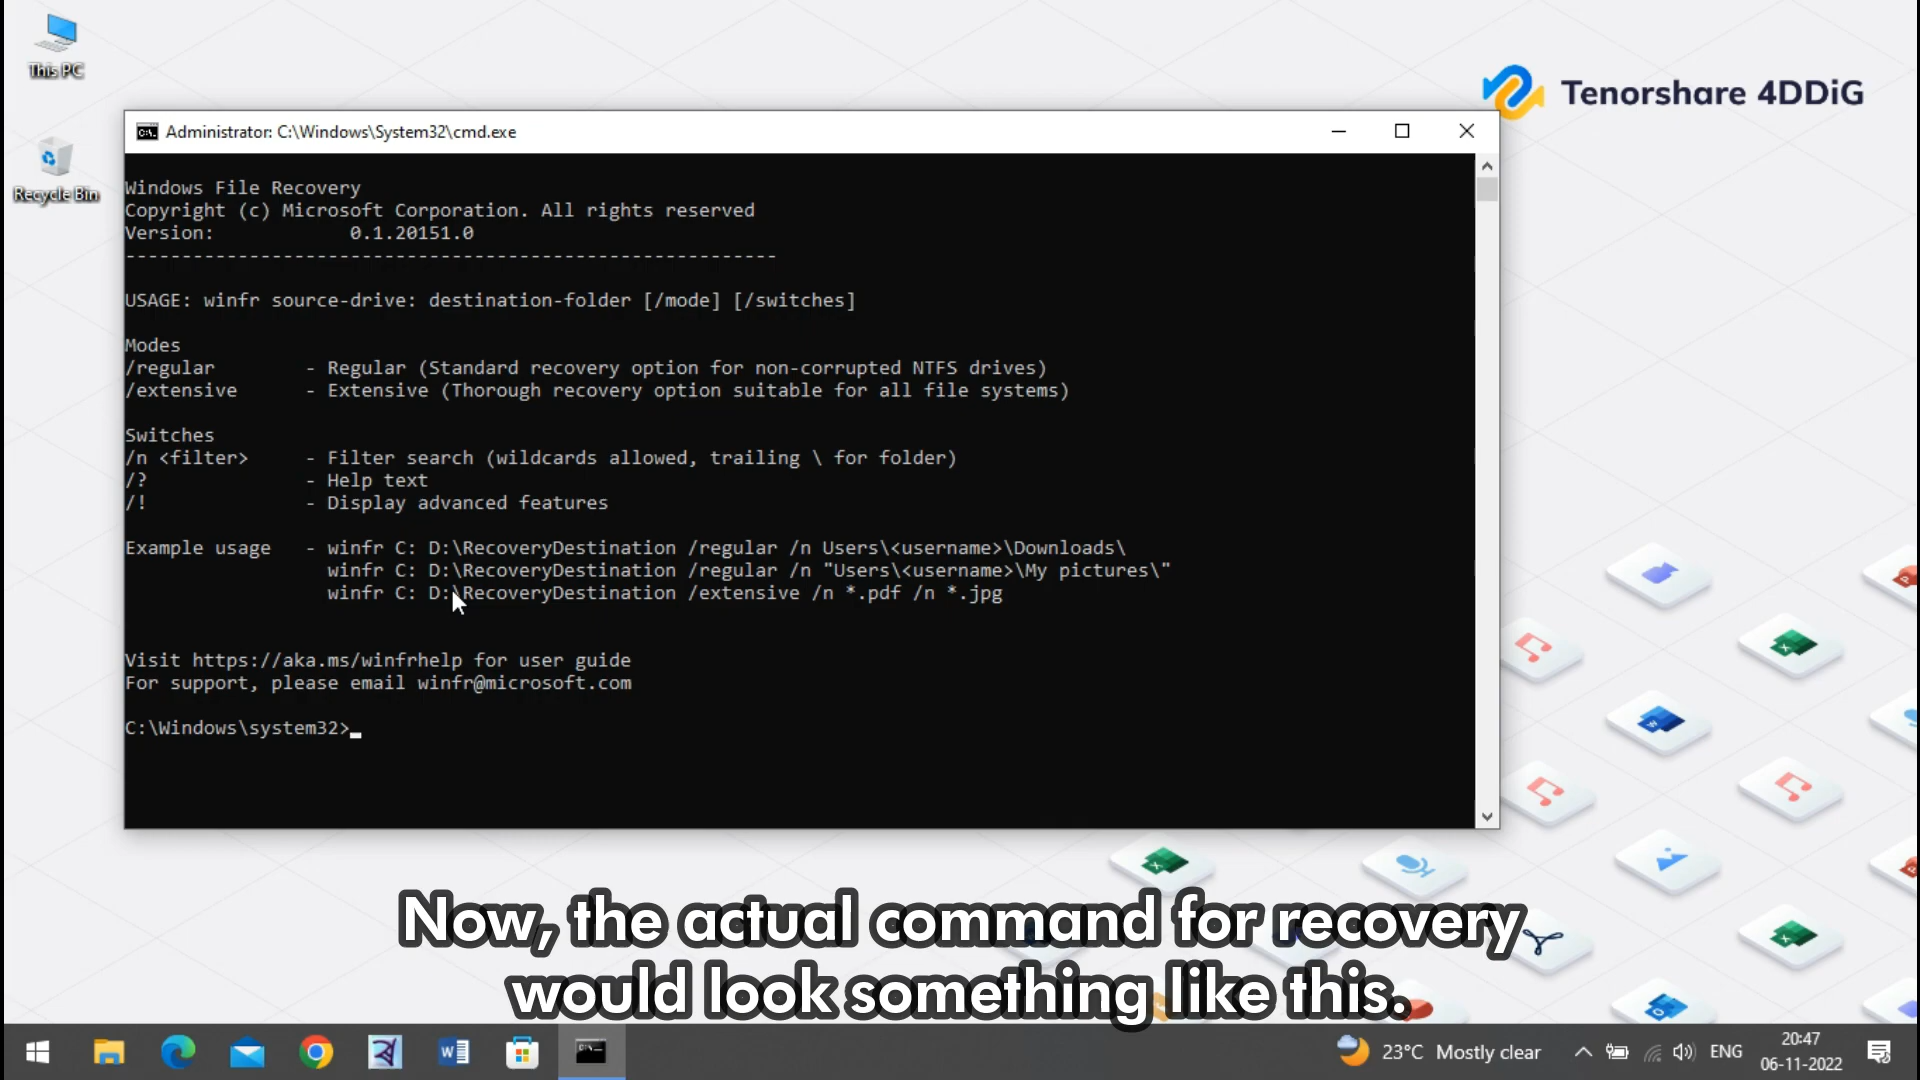 This PC
Recycle Bin
Tenorshare 4DDiG
Administrator: C:\Windows\System32\cmd.exe
Windows File Recovery
Copyright (c) Microsoft Corporation. All rights reserved
Version:            0.1.20151.0
----------------------------------------------------------
USAGE: winfr source-drive: destination-folder [/mode] [/switches]
Modes
/regular        - Regular (Standard recovery option for non-corrupted NTFS drives)
/extensive      - Extensive (Thorough recovery option suitable for all file systems)
Switches
/n <filter>     - Filter search (wildcards allowed, trailing \ for folder)
/?              - Help text
/!              - Display advanced features
Example usage   - winfr C: D:\RecoveryDestination /regular /n Users\<username>\Downloads\
winfr C: D:\RecoveryDestination /regular /n "Users\<username>\My pictures\"
winfr C: D:\RecoveryDestination /extensive /n *.pdf /n *.jpg
Visit https://aka.ms/winfrhelp for user guide
For support, please email winfr@microsoft.com
C:\Windows\system32>
Now, the actual command for recovery
would look something like this.
23°C Mostly clear
ENG
20:47
06-11-2022